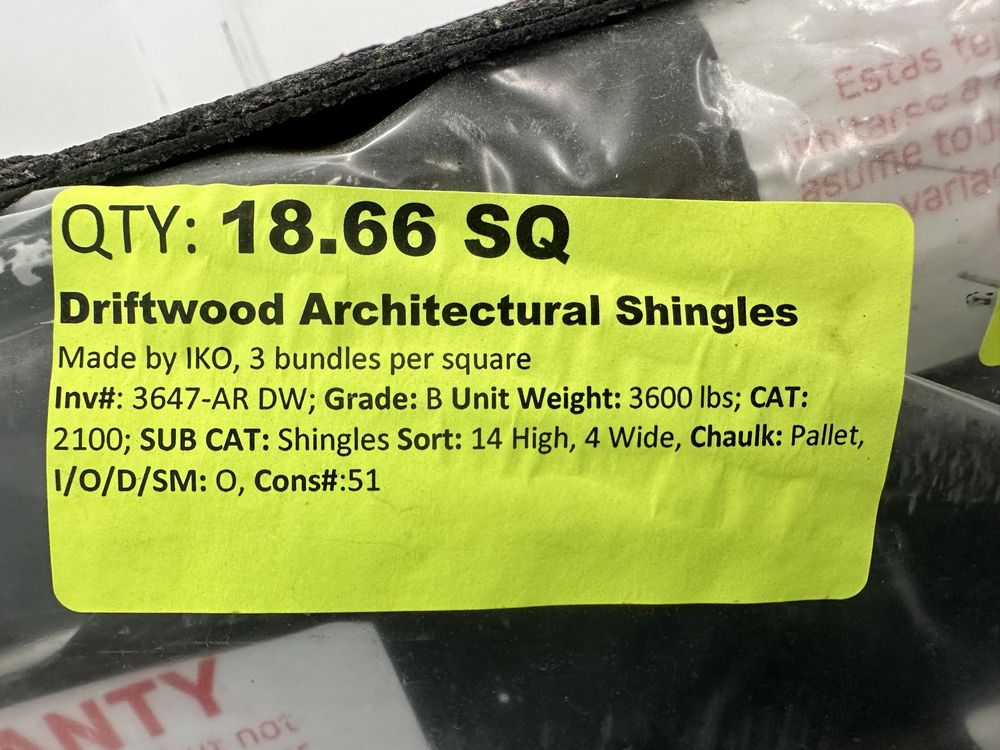 Estas
limitarse a
asume tod
varia
QTY: 18.66 SQ
Driftwood Architectural Shingles
Made by IKO, 3 bundles per square
Inv#: 3647-AR DW; Grade: B Unit Weight: 3600 lbs; CAT:
2100; SUB CAT: Shingles Sort: 14 High, 4 Wide, Chaulk: Pallet,
I/O/D/SM: O, Cons#:51
ANTY
not